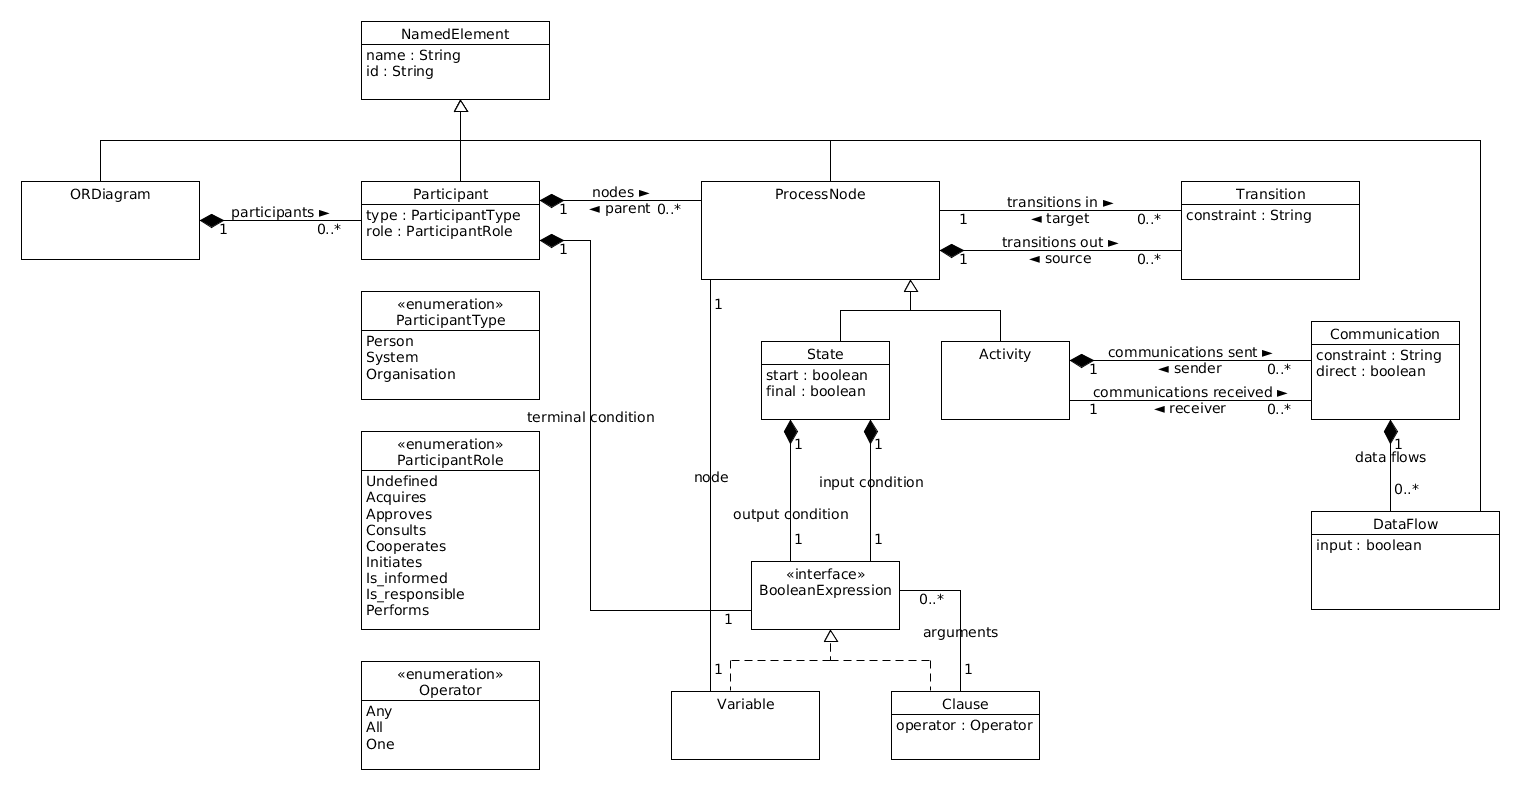 NamedElement
name : String
id : String
ORDiagram
participants ►
1
0..*
Participant
type : ParticipantType
role : ParticipantRole
nodes ►
1
◄ parent 0..*
1
ProcessNode
transitions in ►
1
◄ target
0..*
transitions out ►
1
◄ source
0..*
Transition
constraint : String
«enumeration»
ParticipantType
Person
System
Organisation
1
State
start : boolean
final : boolean
Activity
communications sent ►
1
◄ sender
0..*
communications received ►
1
◄ receiver
0..*
Communication
constraint : String
direct : boolean
terminal condition
«enumeration»
ParticipantRole
Undefined
Acquires
Approves
Consults
Cooperates
Initiates
Is_informed
Is_responsible
Performs
node
1
1
input condition
output condition
1
1
1
data flows
0..*
DataFlow
input : boolean
«interface»
BooleanExpression
0..*
1
arguments
1
1
«enumeration»
Operator
Any
All
One
Variable
Clause
operator : Operator